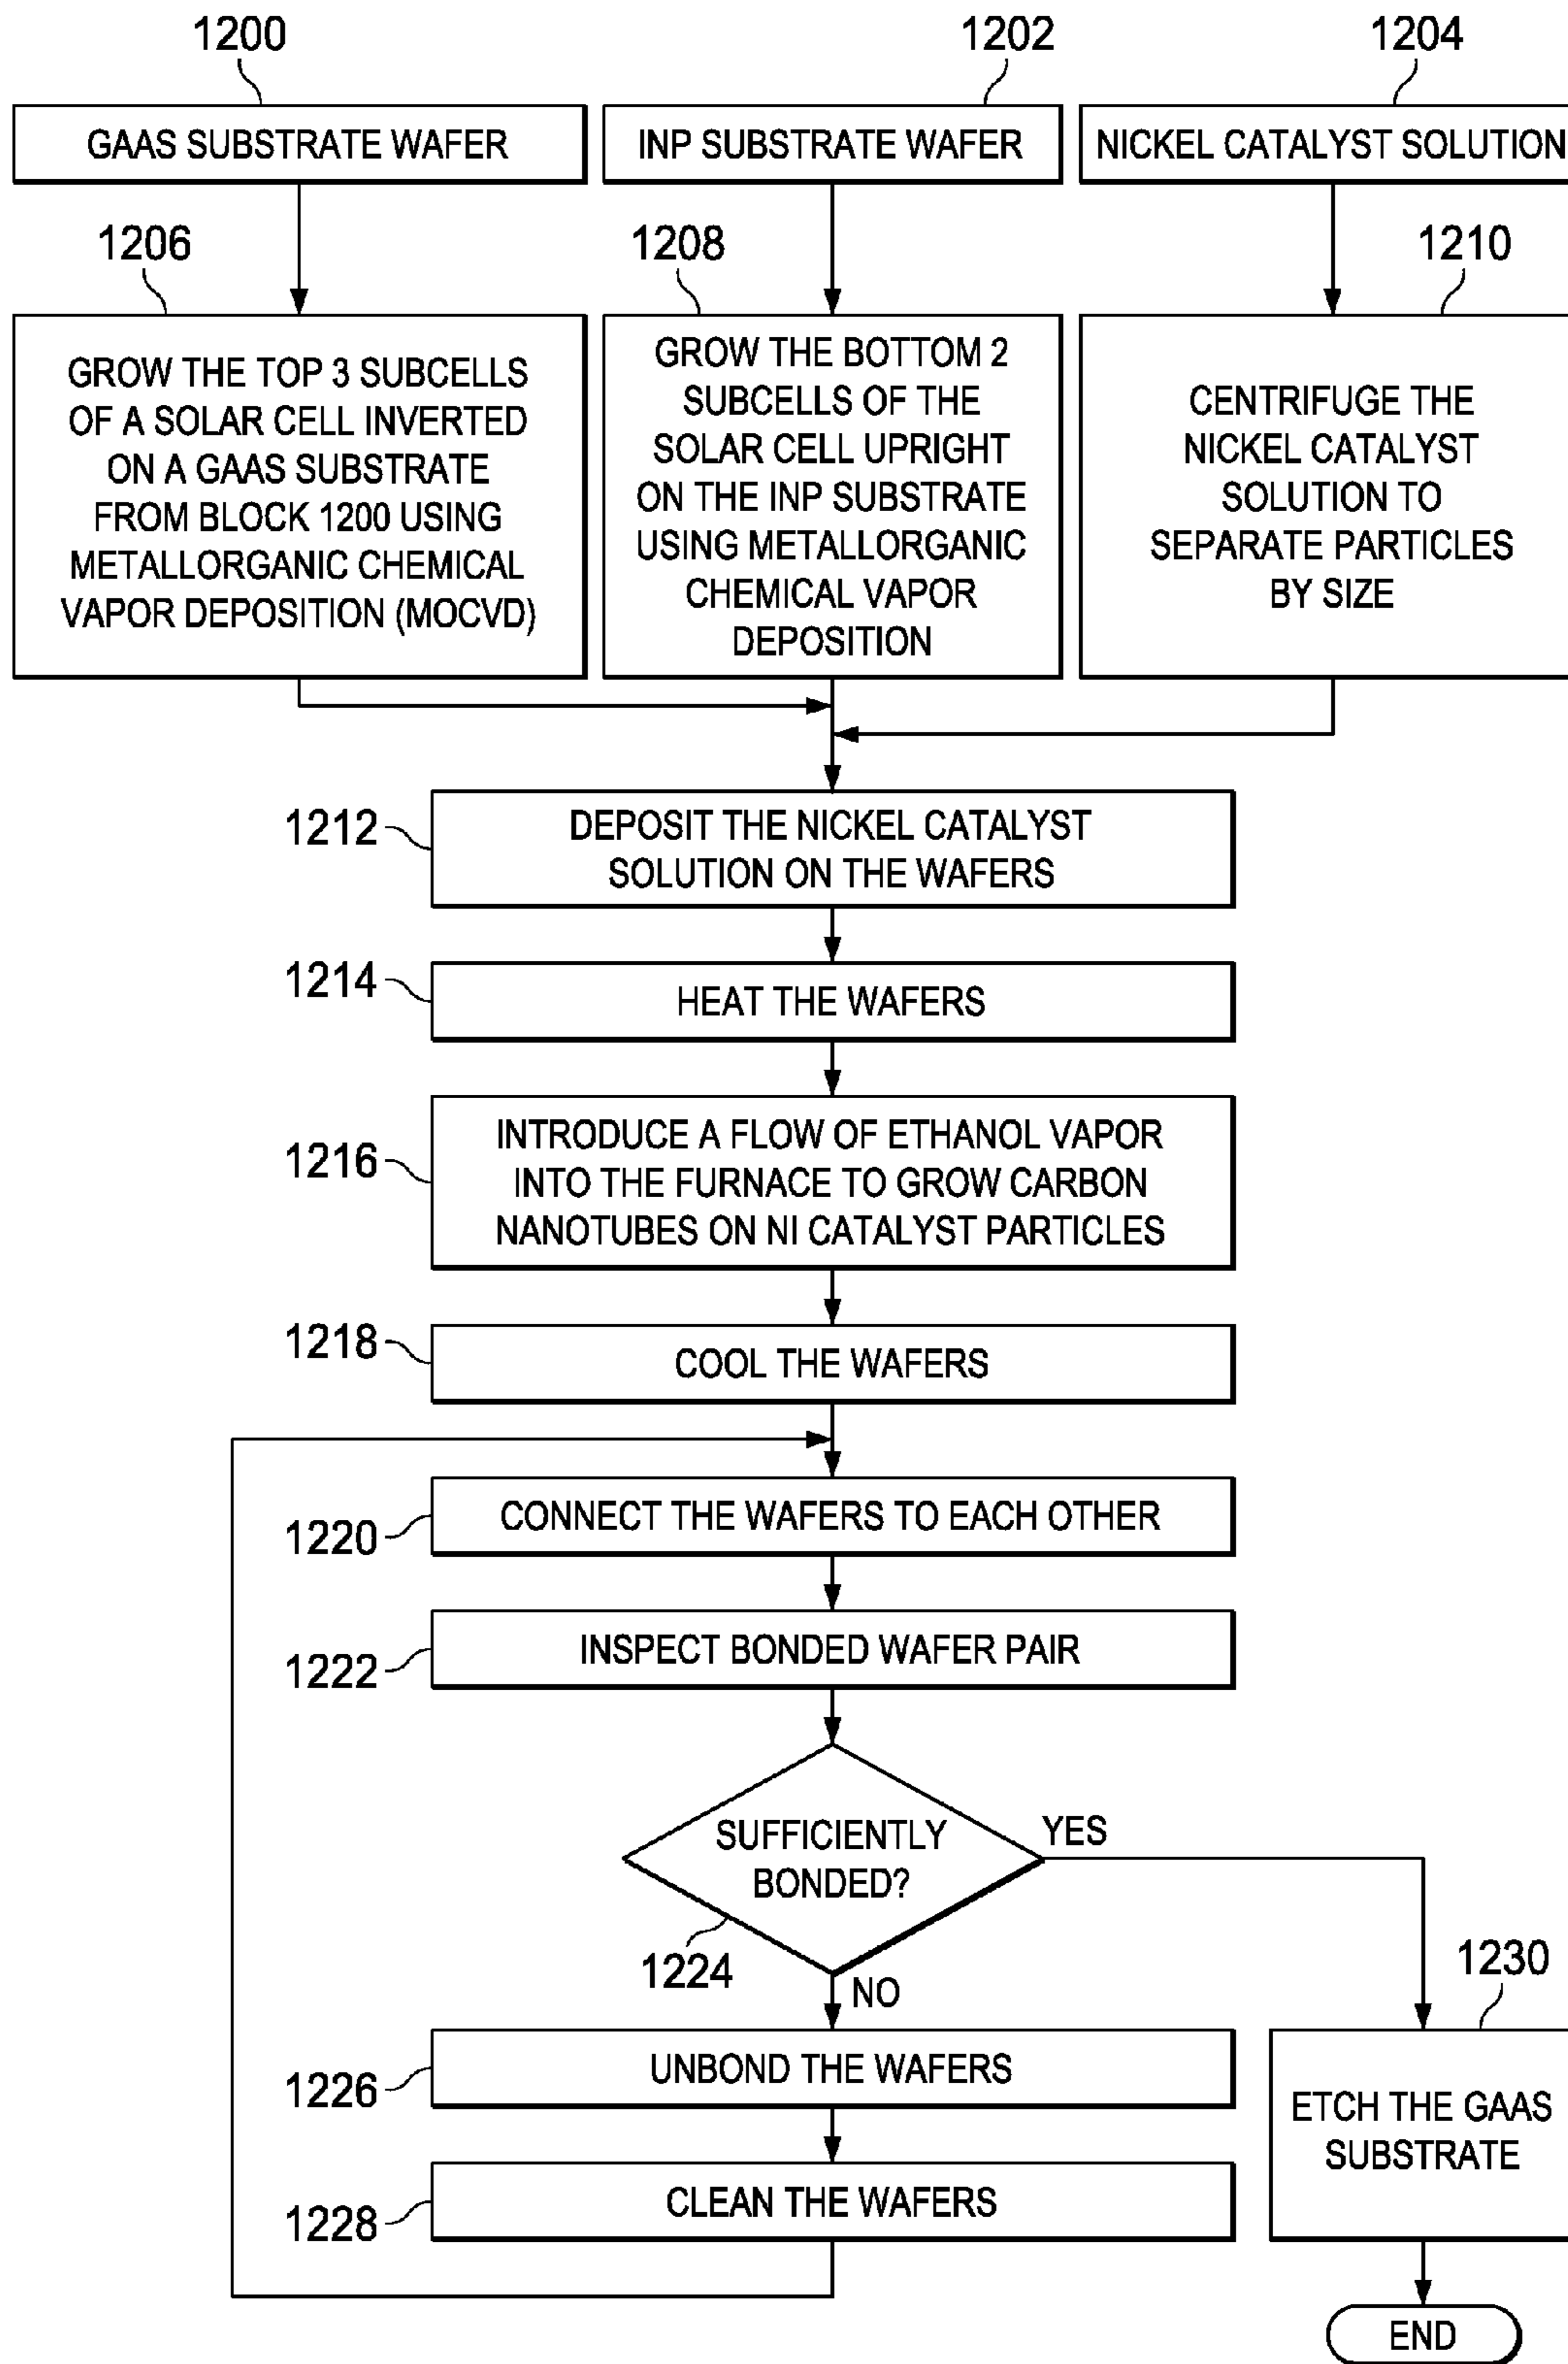 1200
1202
1204
GAAS SUBSTRATE WAFER
INP SUBSTRATE WAFER
NICKEL CATALYST SOLUTION
1206
1208
1210
GROW THE TOP 3 SUBCELLS
OF A SOLAR CELL INVERTED
ON A GAAS SUBSTRATE
FROM BLOCK 1200 USING
METALLORGANIC CHEMICAL
VAPOR DEPOSITION (MOCVD)
GROW THE BOTTOM 2
SUBCELLS OF THE
SOLAR CELL UPRIGHT
ON THE INP SUBSTRATE
USING METALLORGANIC
CHEMICAL VAPOR
DEPOSITION
CENTRIFUGE THE
NICKEL CATALYST
SOLUTION TO
SEPARATE PARTICLES
BY SIZE
1212
DEPOSIT THE NICKEL CATALYST
SOLUTION ON THE WAFERS
1214
HEAT THE WAFERS
1216
INTRODUCE A FLOW OF ETHANOL VAPOR
INTO THE FURNACE TO GROW CARBON
NANOTUBES ON NI CATALYST PARTICLES
1218
COOL THE WAFERS
1220
CONNECT THE WAFERS TO EACH OTHER
1222
INSPECT BONDED WAFER PAIR
SUFFICIENTLY
BONDED?
YES
1224
NO
1230
1226
UNBOND THE WAFERS
ETCH THE GAAS
SUBSTRATE
1228
CLEAN THE WAFERS
END